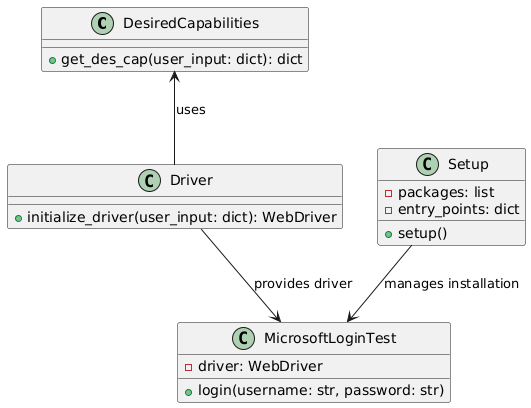 C DesiredCapabilities
get_des_cap(user_input: dict): dict
uses
C Driver
initialize_driver(user_input: dict): WebDriver
C Setup
packages: list
entry_points: dict
setup()
provides driver
manages installation
C MicrosoftLoginTest
driver: WebDriver
login(username: str, password: str)